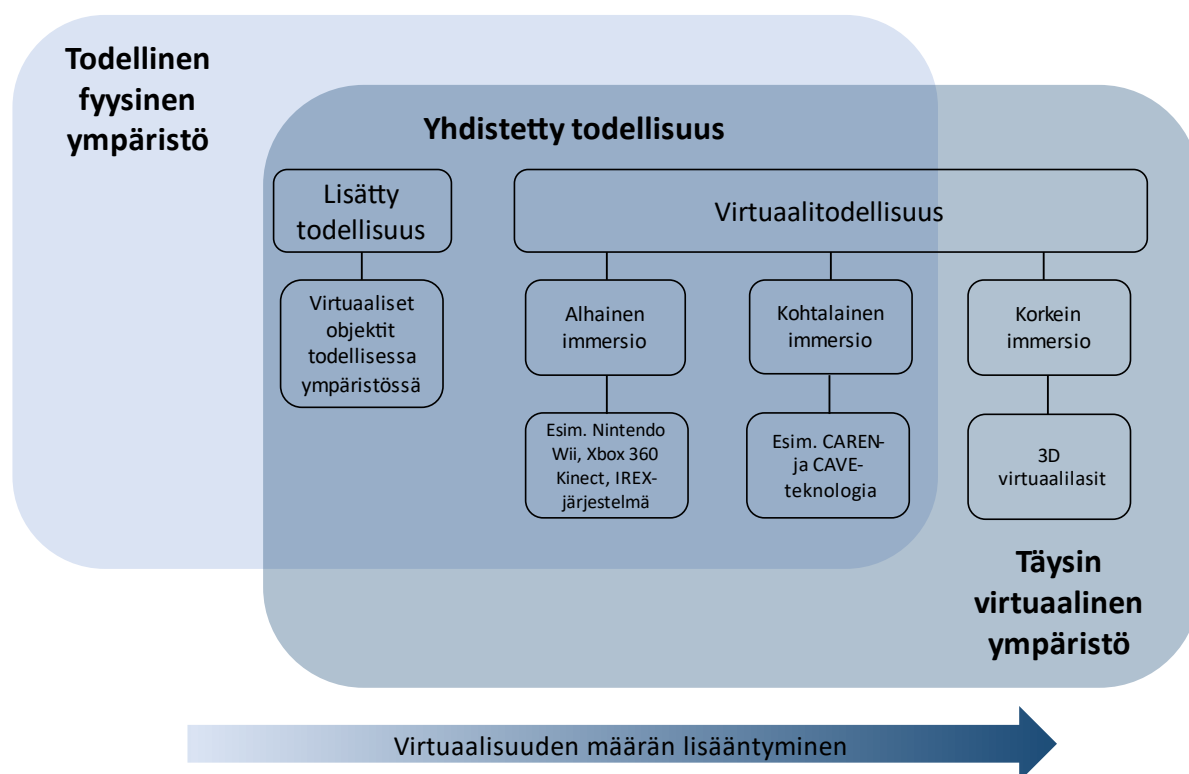 Todellinen
fyysinen
ympäristö
Yhdistetty todellisuus
Lisätty
todellisuus
Virtuaalitodellisuus
Virtuaaliset
objektit
todellisessa
ympäristössä
Alhainen
immersio
Kohtalainen
immersio
Korkein
immersio
Esim. Nintendo
Wii, Xbox 360
Kinect, IREX-
järjestelmä
Esim. CAREN-
ja CAVE-
teknologia
3D
virtuaalilasit
Täysin
virtuaalinen
ympäristö
Virtuaalisuuden määrän lisääntyminen